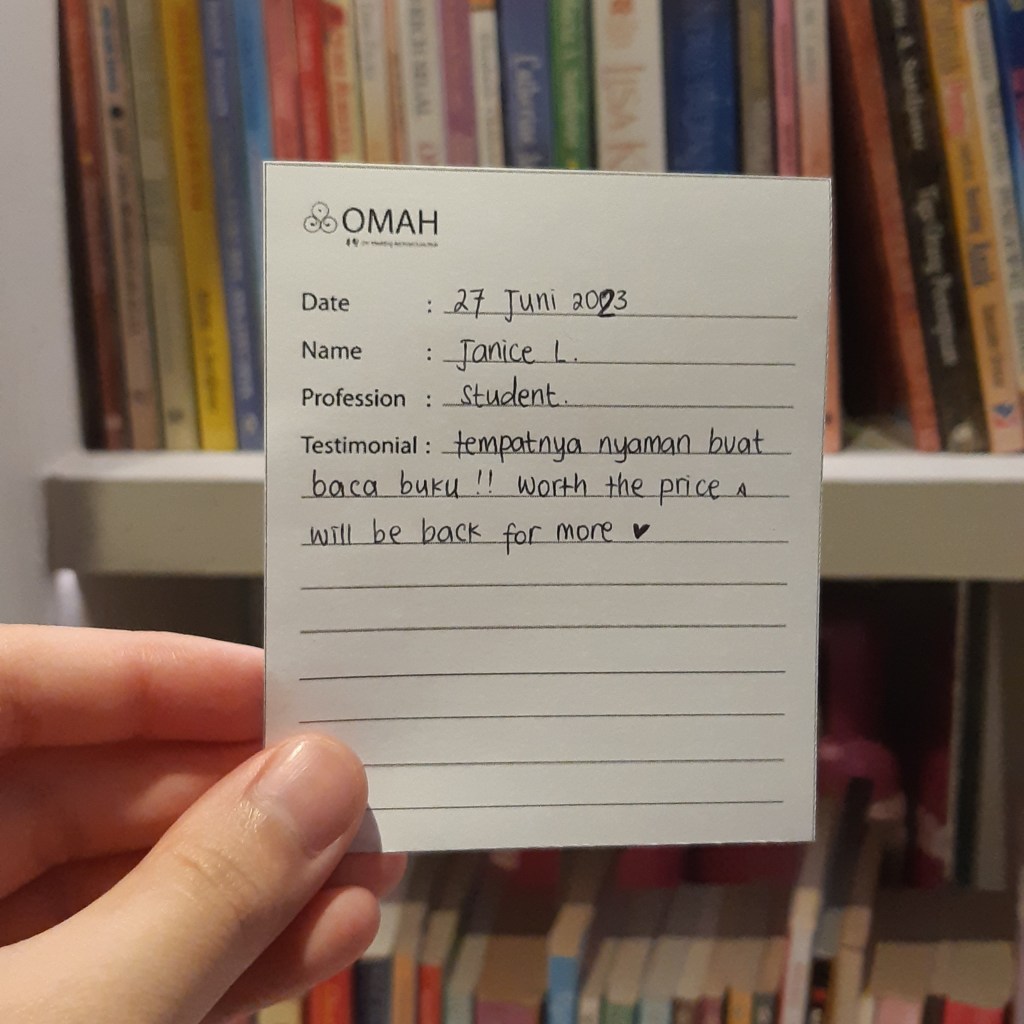 OMAH
Date : 27 Juni 2023
Name : Janice L.
Profession : Student.
Testimonial : tempatnya nyaman buat
baca buku !! Worth the price &
will be back for more ♥